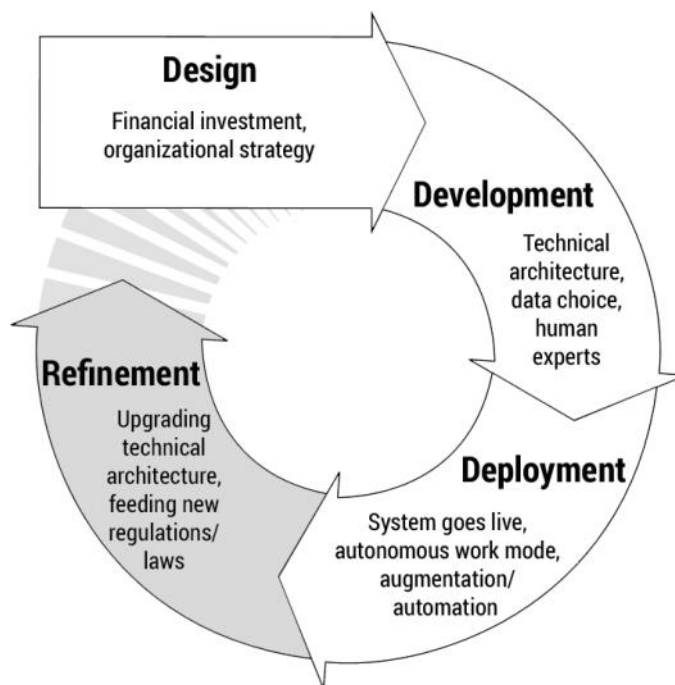 Design
Financial investment,
organizational strategy
Development
Technical
architecture,
data choice,
human
experts
Deployment
System goes live,
autonomous work mode,
augmentation/
automation
Refinement
Upgrading
technical
architecture,
feeding new
regulations/
laws